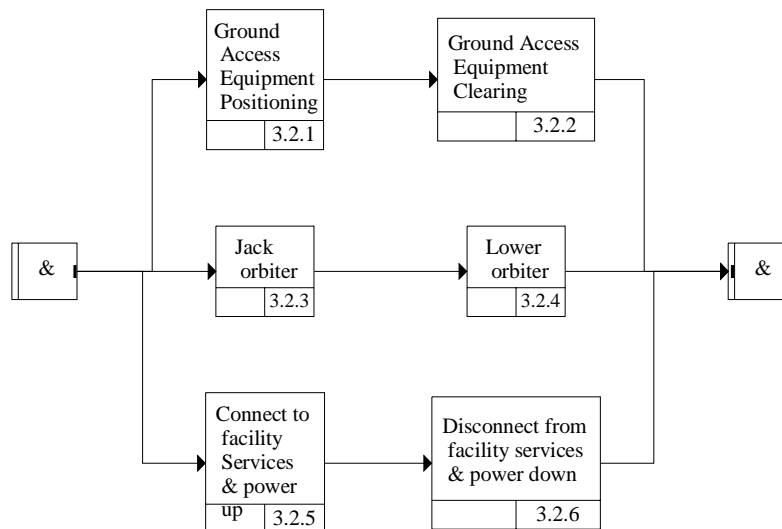 Ground
Access
Equipment
Positioning
3.2.1
Ground Access
Equipment
Clearing
3.2.2
&
Jack
orbiter
3.2.3
Lower
orbiter
3.2.4
&
Connect to
facility
Services
& power
up
3.2.5
Disconnect from
facility services
& power down
3.2.6